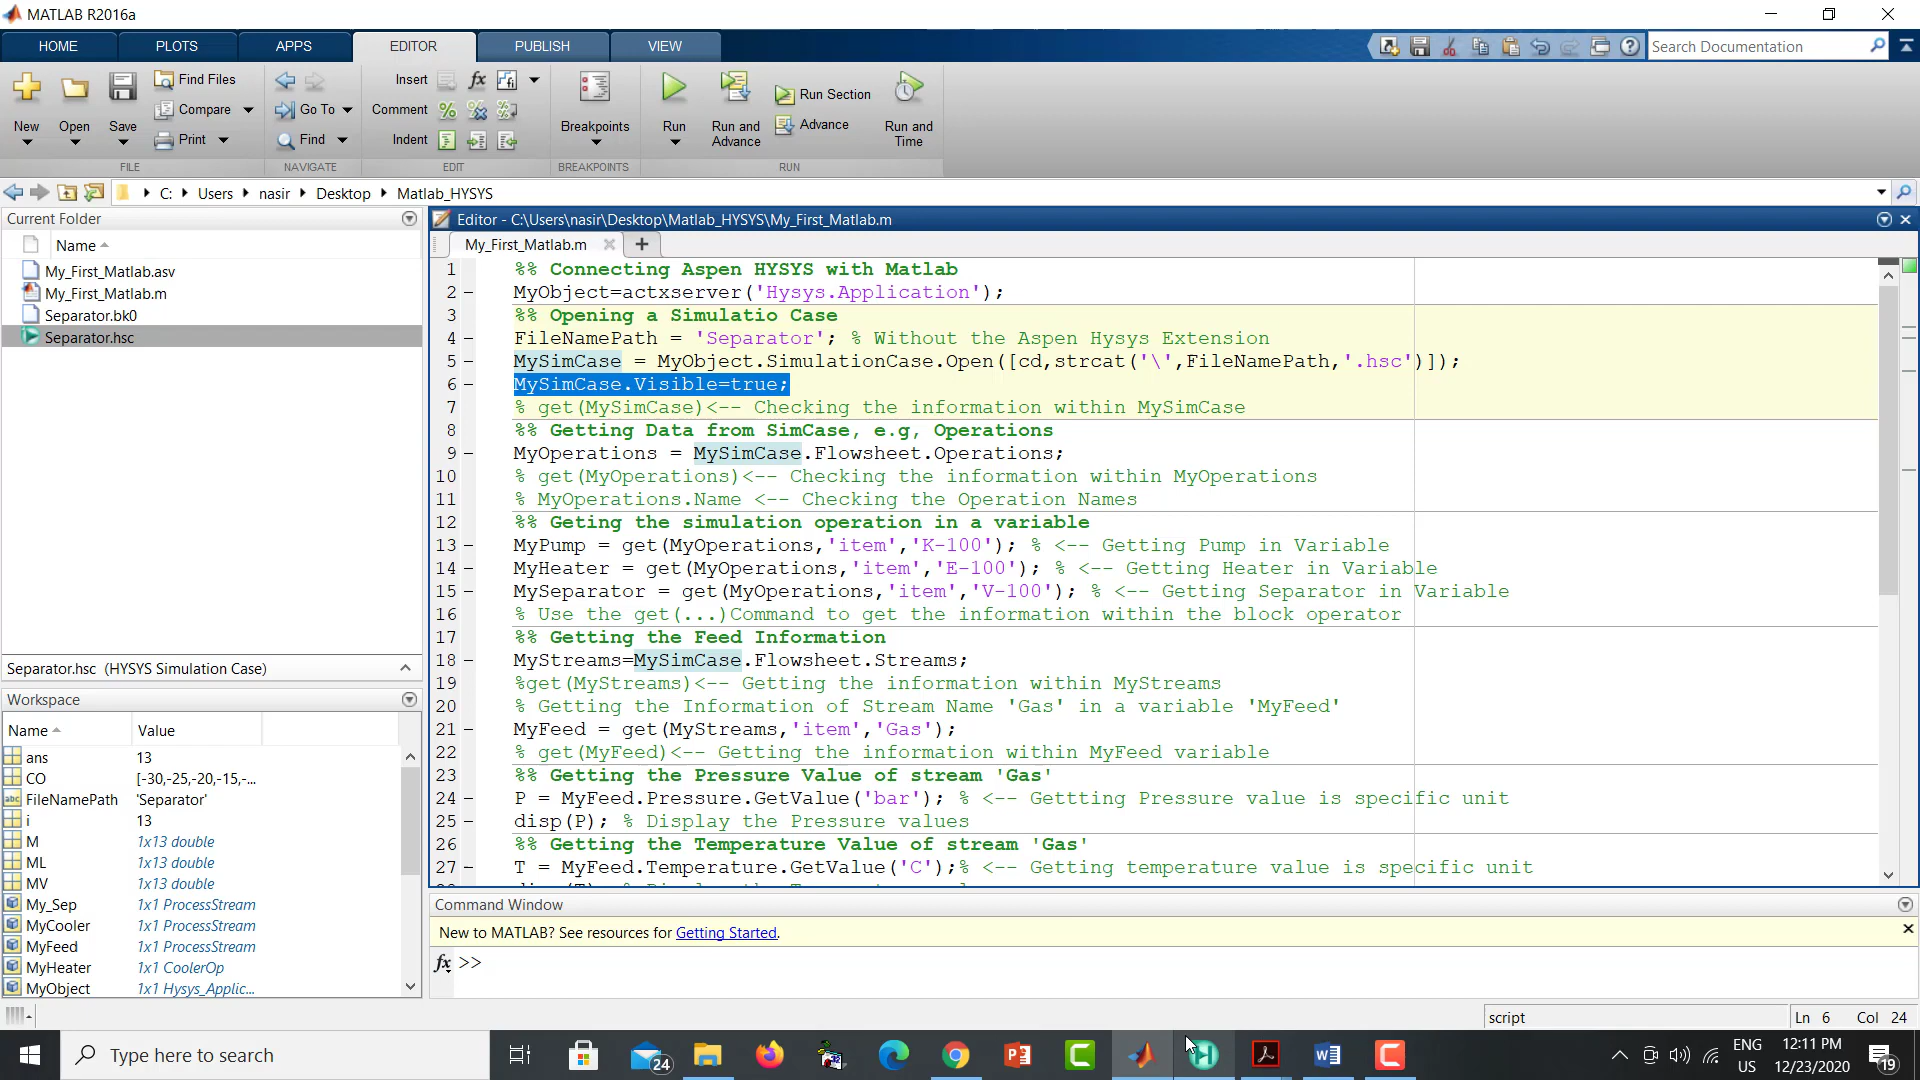 MATLAB R2016a
HOME PLOTS APPS EDITOR PUBLISH VIEW Search Documentation
New Open Save Find Files Compare Print Go To Find Insert Comment Indent Breakpoints Run Run and Advance Run Section Advance Run and Time
FILE NAVIGATE EDIT BREAKPOINTS RUN
C: Users nasir Desktop Matlab_HYSYS
Current Folder
Name
My_First_Matlab.asv
My_First_Matlab.m
Separator.bk0
Separator.hsc
Separator.hsc (HYSYS Simulation Case)
Workspace
Name Value
ans 13
CO [-30,-25,-20,-15,-...
FileNamePath 'Separator'
i 13
M 1x13 double
ML 1x13 double
MV 1x13 double
My_Sep 1x1 ProcessStream
MyCooler 1x1 ProcessStream
MyFeed 1x1 ProcessStream
MyHeater 1x1 CoolerOp
MyObject 1x1 Hysys_Applic...
Editor - C:\Users\nasir\Desktop\Matlab_HYSYS\My_First_Matlab.m
My_First_Matlab.m
1 %% Connecting Aspen HYSYS with Matlab
2 – MyObject=actxserver('Hysys.Application');
3 %% Opening a Simulatio Case
4 – FileNamePath = 'Separator'; % Without the Aspen Hysys Extension
5 – MySimCase = MyObject.SimulationCase.Open([cd,strcat('\',FileNamePath,'.hsc')]);
6 – MySimCase.Visible=true;
7 % get(MySimCase)<-- Checking the information within MySimCase
8 %% Getting Data from SimCase, e.g, Operations
9 – MyOperations = MySimCase.Flowsheet.Operations;
10 % get(MyOperations)<-- Checking the information within MyOperations
11 % MyOperations.Name <-- Checking the Operation Names
12 %% Geting the simulation operation in a variable
13 – MyPump = get(MyOperations,'item','K-100'); % <-- Getting Pump in Variable
14 – MyHeater = get(MyOperations,'item','E-100'); % <-- Getting Heater in Variable
15 – MySeparator = get(MyOperations,'item','V-100'); % <-- Getting Separator in Variable
16 % Use the get(...)Command to get the information within the block operator
17 %% Getting the Feed Information
18 – MyStreams=MySimCase.Flowsheet.Streams;
19 %get(MyStreams)<-- Getting the information within MyStreams
20 % Getting the Information of Stream Name 'Gas' in a variable 'MyFeed'
21 – MyFeed = get(MyStreams,'item','Gas');
22 % get(MyFeed)<-- Getting the information within MyFeed variable
23 %% Getting the Pressure Value of stream 'Gas'
24 – P = MyFeed.Pressure.GetValue('bar'); % <-- Gettting Pressure value is specific unit
25 – disp(P); % Display the Pressure values
26 %% Getting the Temperature Value of stream 'Gas'
27 – T = MyFeed.Temperature.GetValue('C');% <-- Getting temperature value is specific unit
Command Window
New to MATLAB? See resources for Getting Started.
fx >>
script Ln 6 Col 24
Type here to search 24 ENG US 12:11 PM 12/23/2020 19